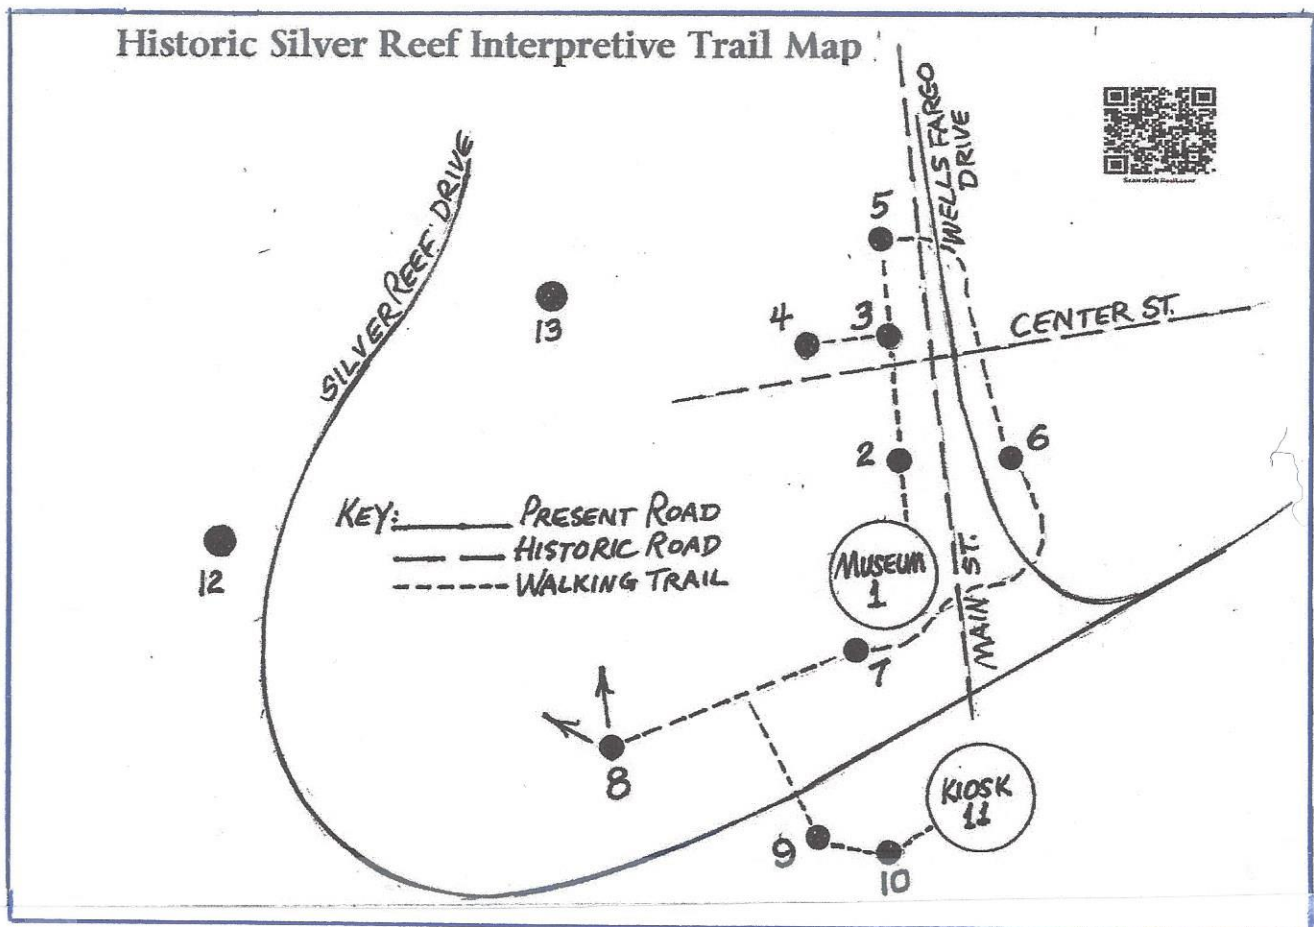 Historic Silver Reef Interpretive Trail Map
WELLS FARGO
DRIVE
SILVER REEF DRIVE
5
13
4
3
CENTER ST.
2
6
KEY: PRESENT ROAD
HISTORIC ROAD
WALKING TRAIL
12
MUSEUM
1
MAIN ST.
7
8
KIOSK
11
9
10